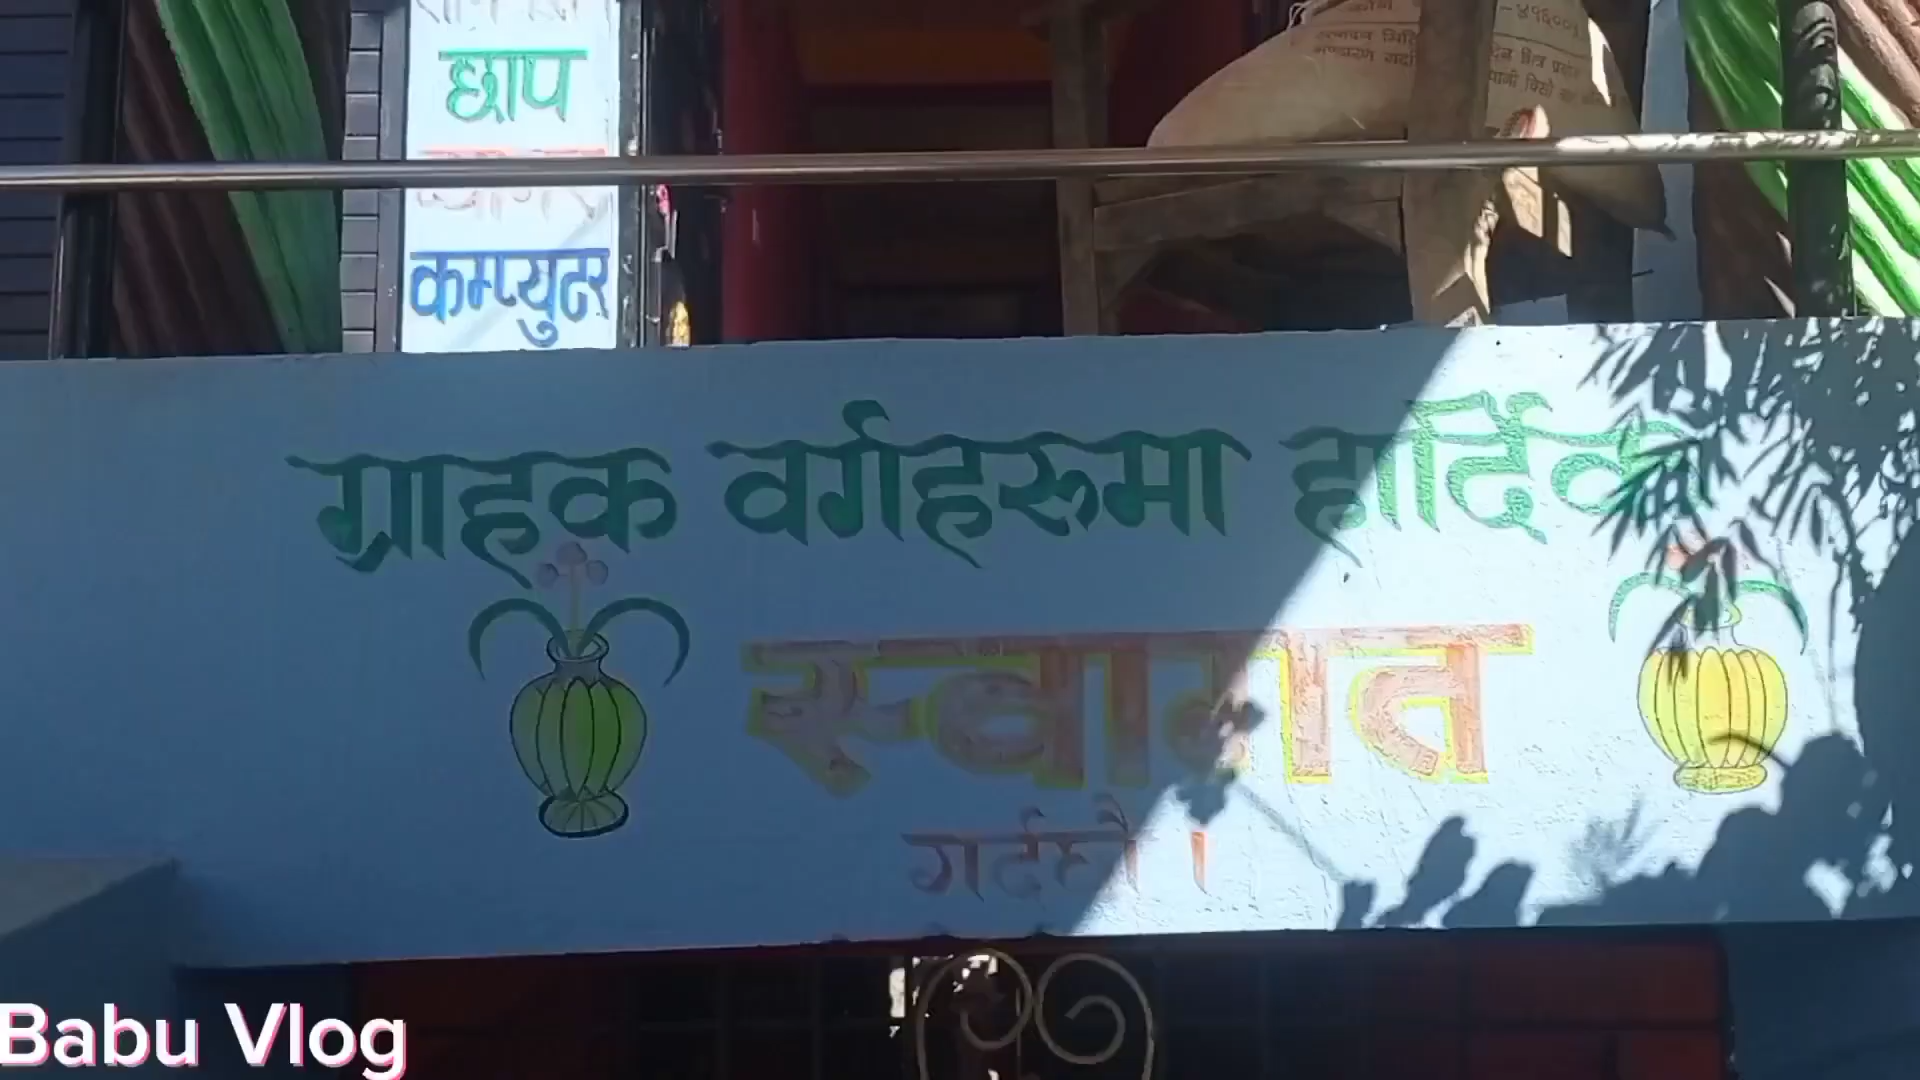 छाप
कम्प्युटर
ग्राहक वर्गहरुमा हार्दिक
स्वागत
गर्दछौ ।
Babu Vlog